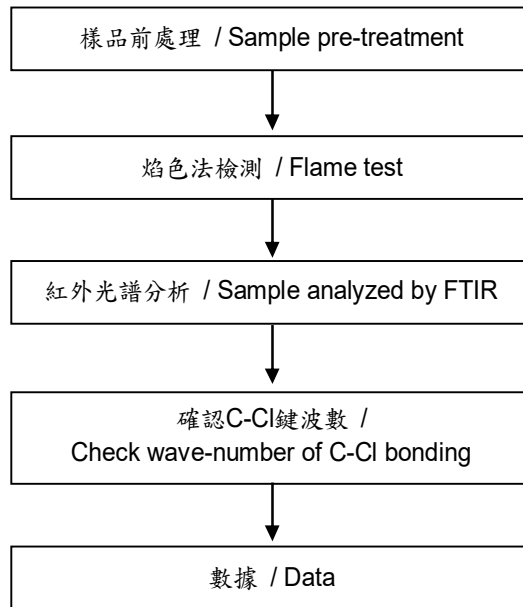 樣品前處理 / Sample pre-treatment
焰色法檢測 / Flame test
紅外光譜分析 / Sample analyzed by FTIR
確認C-Cl鍵波數 /
Check wave-number of C-Cl bonding
數據 / Data